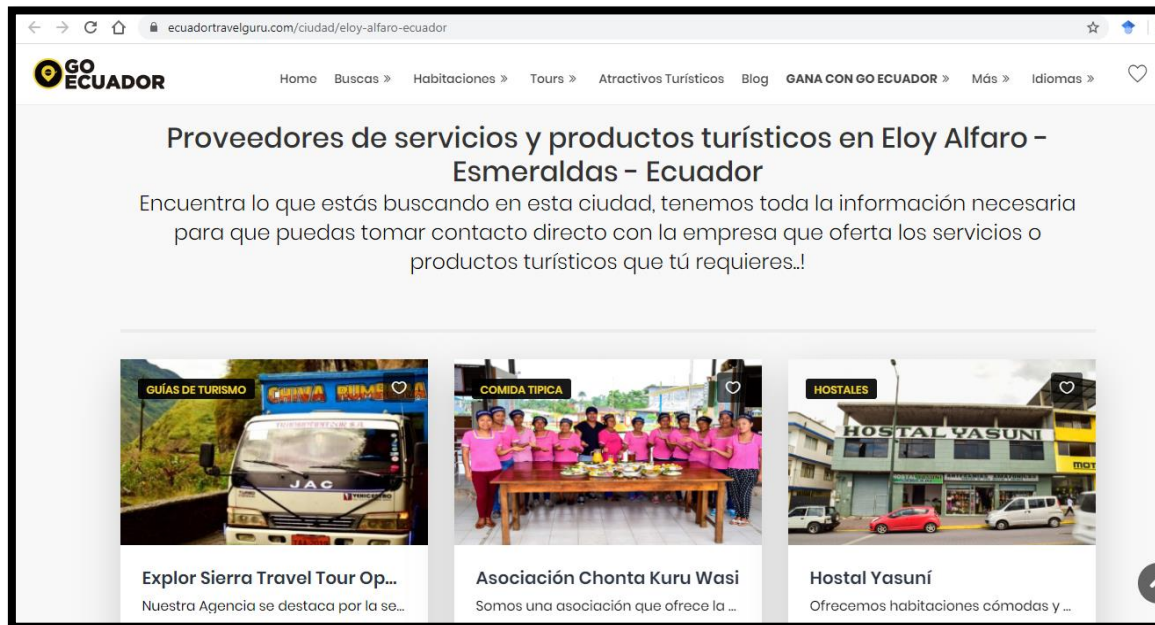 ecuadortravelguru.com/ciudad/eloy-alfaro-ecuador
GO
ECUADOR
Home Buscas » Habitaciones » Tours » Atractivos Turísticos Blog GANA CON GO ECUADOR » Más » Idiomas »
Proveedores de servicios y productos turísticos en Eloy Alfaro -
Esmeraldas - Ecuador
Encuentra lo que estás buscando en esta ciudad, tenemos toda la información necesaria
para que puedas tomar contacto directo con la empresa que oferta los servicios o
productos turísticos que tú requieres..!
GUÍAS DE TURISMO
CHIVA
JAC
COMIDA TIPICA
HOSTALES
HOSTAL YASUNI
MOT
Explor Sierra Travel Tour Op...
Nuestra Agencia se destaca por la se...
Asociación Chonta Kuru Wasi
Somos una asociación que ofrece la ...
Hostal Yasuní
Ofrecemos habitaciones cómodas y ...